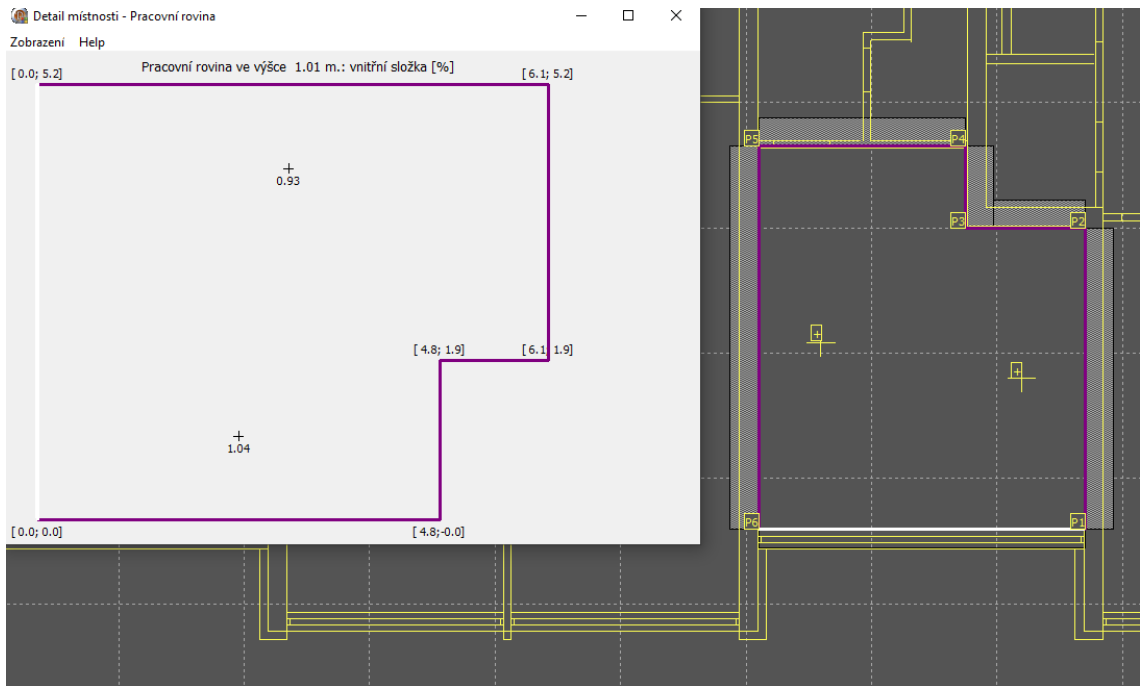 Detail místnosti - Pracovní rovina
Zobrazení Help
Pracovní rovina ve výšce 1.01 m.: vnitřní složka [%]
[ 0.0; 5.2] [ 6.1; 5.2]
0.93
[ 4.8; 1.9] [ 6.1; 1.9]
1.04
[ 0.0; 0.0] [ 4.8;-0.0]
P5 P4
P3 P2
P6 P1